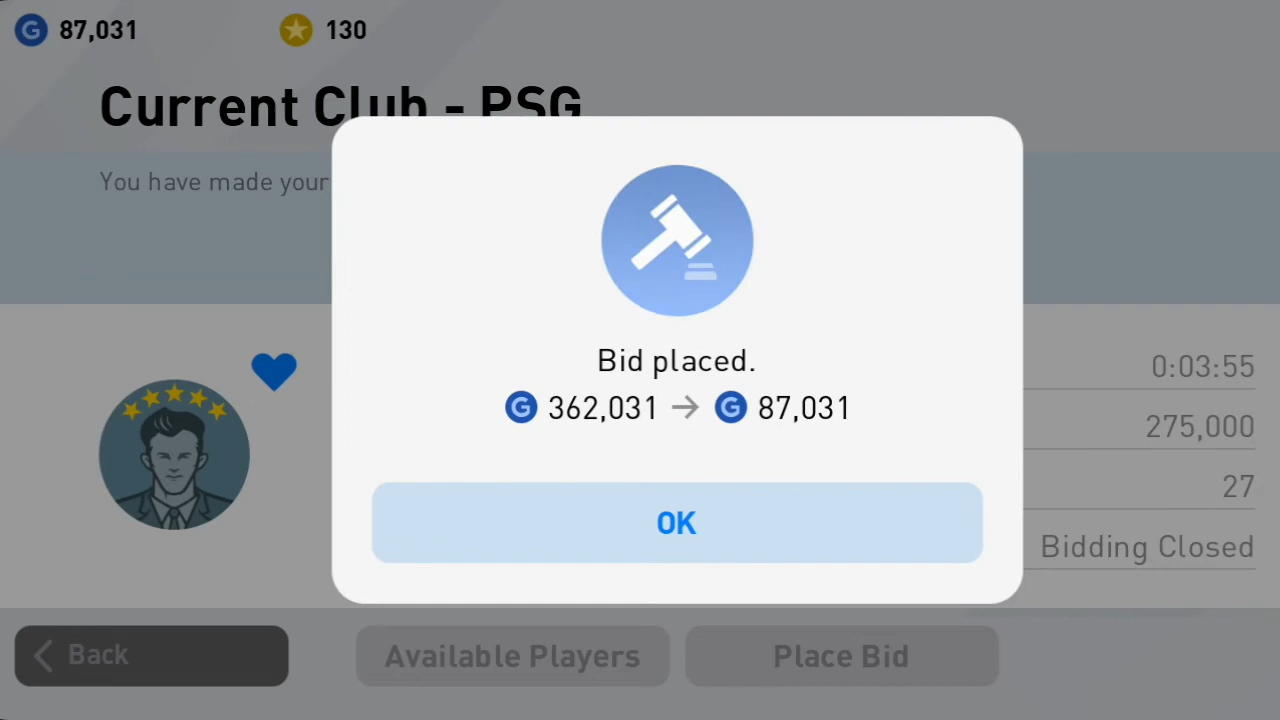 G 87,031 130
Current Club - PSG
You have made your
Bid placed.
G 362,031 → G 87,031
OK
0:03:55
275,000
27
Bidding Closed
Back
Available Players
Place Bid